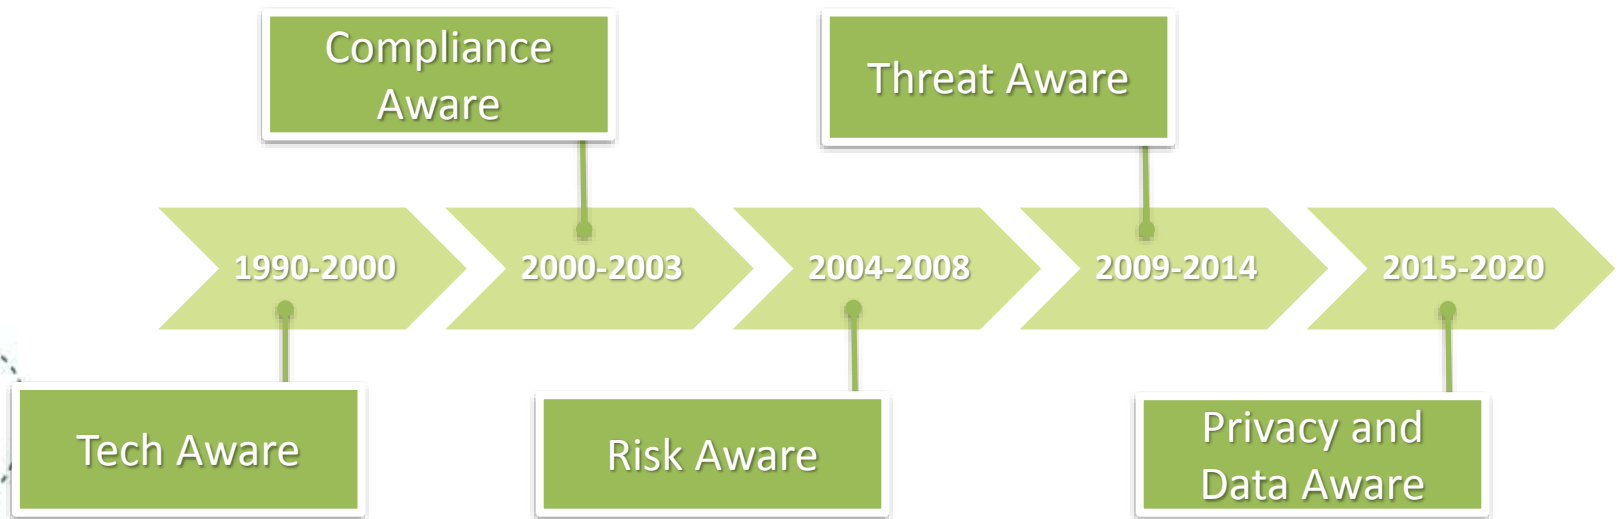 Compliance
Aware
Threat Aware
1990-2000
2000-2003
2004-2008
2009-2014
2015-2020
Tech Aware
Risk Aware
Privacy and
Data Aware